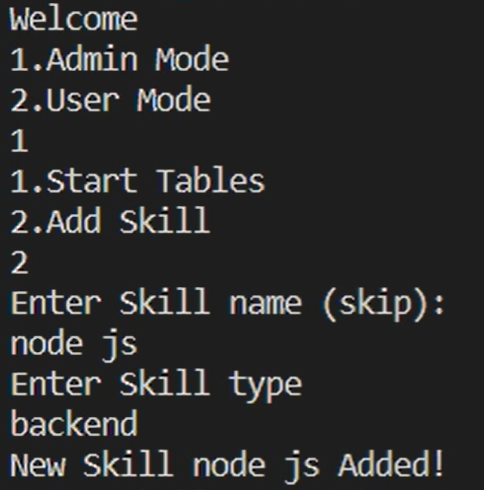 Welcome
1.Admin Mode
2.User Mode
1
1.Start Tables
2.Add Skill
2
Enter Skill name (skip):
node js
Enter Skill type
backend
New Skill node js Added!